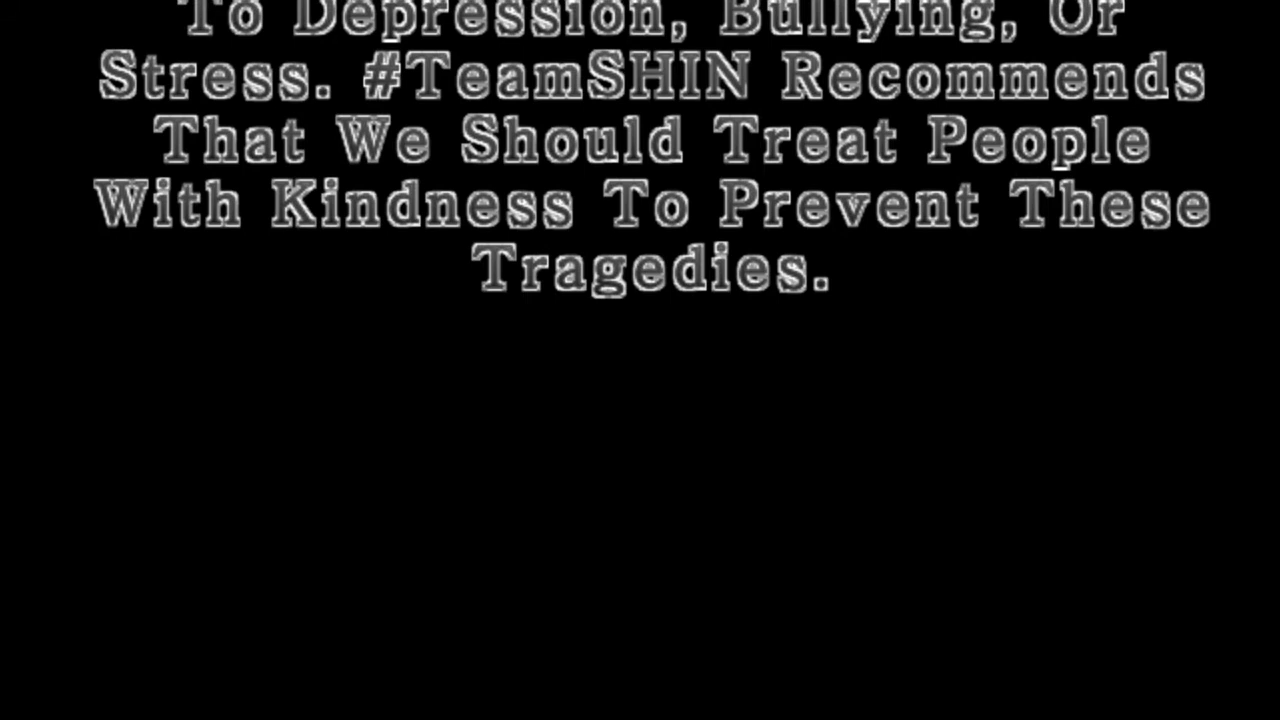 To Depression, Bullying, Or
Stress. #TeamSHIN Recommends
That We Should Treat People
With Kindness To Prevent These
Tragedies.